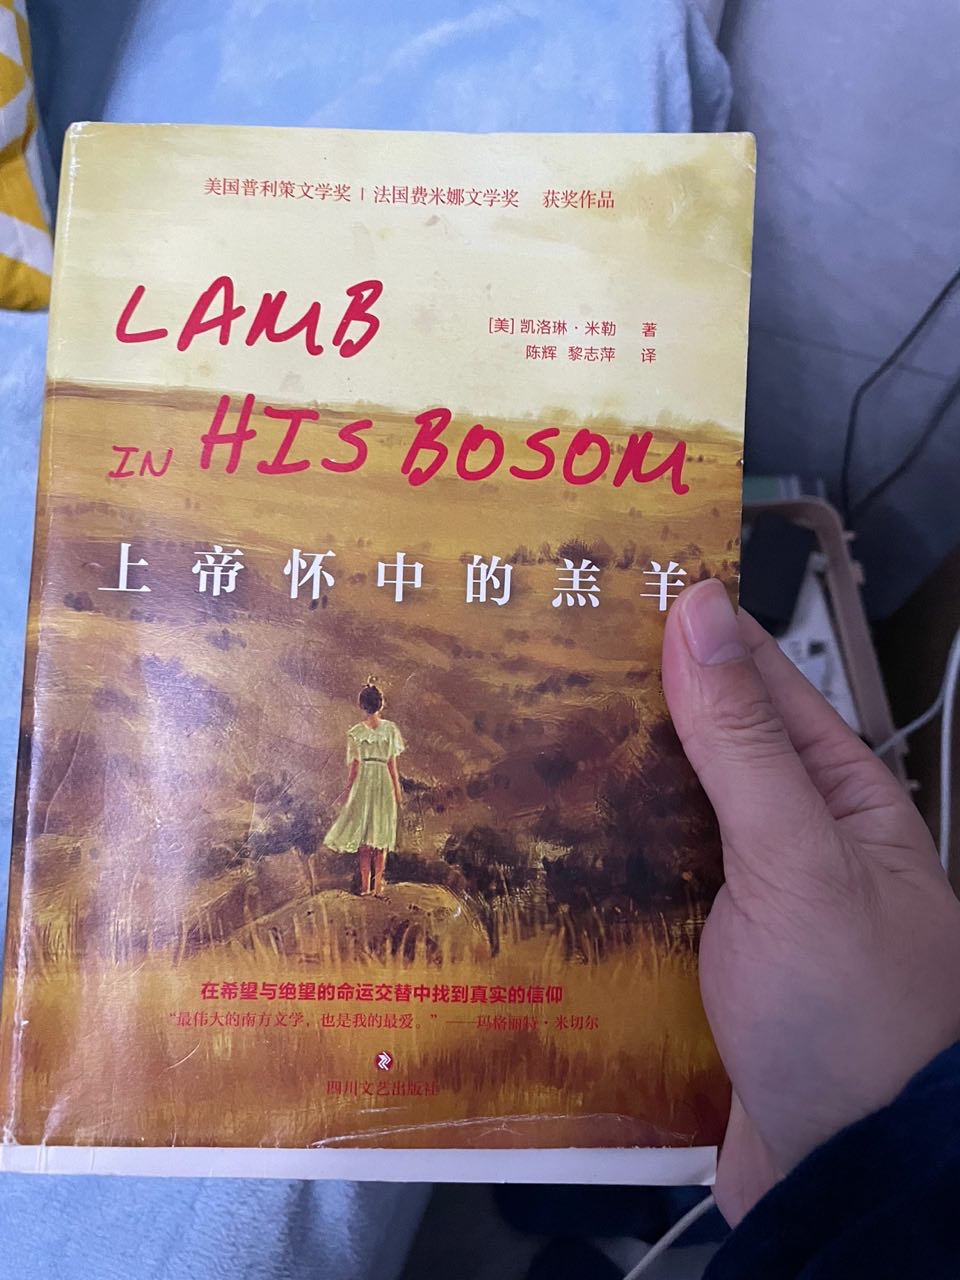 美国普利策文学奖 | 法国费米娜文学奖 获奖作品
LAMB
[美] 凯洛琳·米勒 著
陈辉 黎志萍 译
IN HIS BOSOM
上帝怀中的羔羊
在希望与绝望的命运交替中找到真实的信仰
“最伟大的南方文学,也是我的最爱。” ——玛格丽特·米切尔
四川文艺出版社